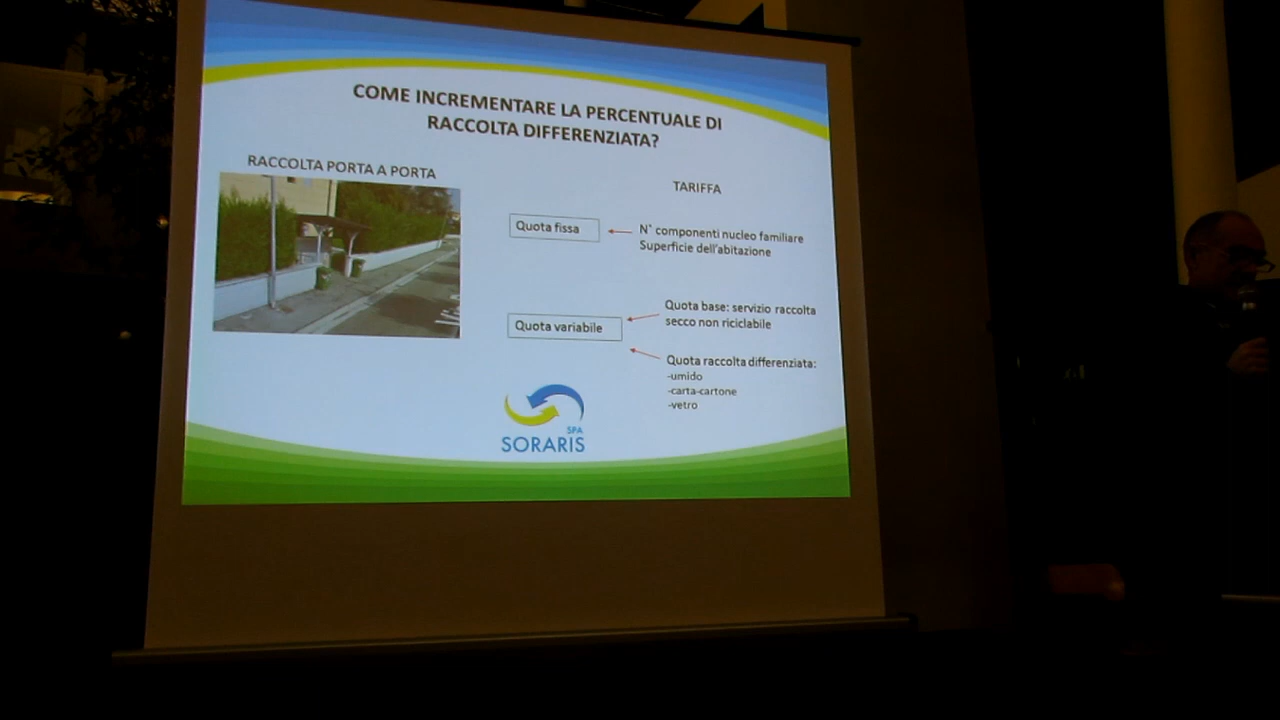 COME INCREMENTARE LA PERCENTUALE DI
RACCOLTA DIFFERENZIATA?
RACCOLTA PORTA A PORTA
TARIFFA
Quota fissa
N° componenti nucleo familiare
Superficie dell'abitazione
Quota variabile
Quota base: servizio raccolta
secco non riciclabile
Quota raccolta differenziata:
-umido
-carta-cartone
-vetro
SPA
SORARIS